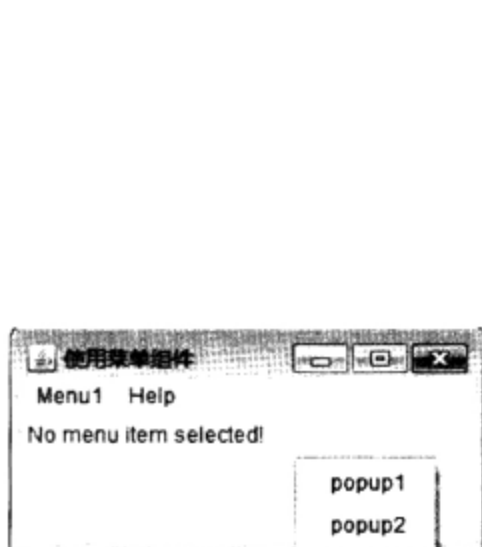 使用菜单组件
Menu1 Help
No menu item selected!
popup1
popup2